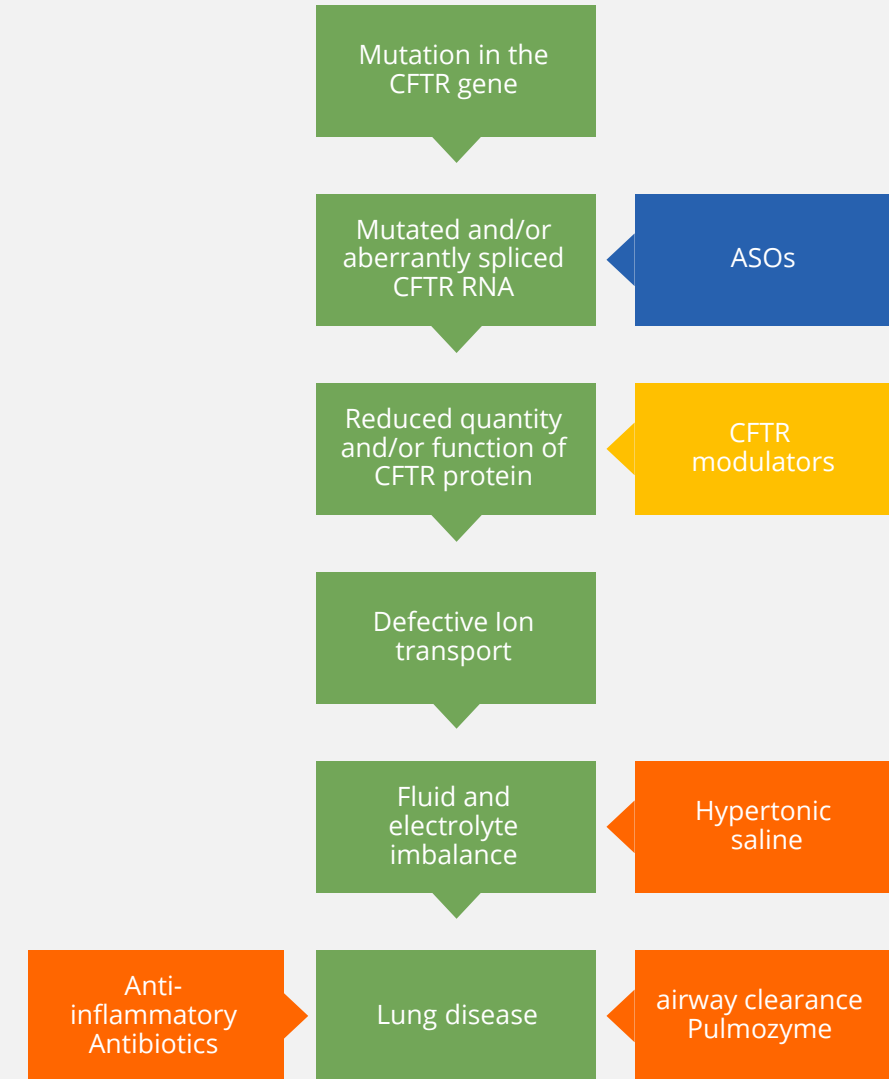 Mutation in the
CFTR gene
Mutated and/or
aberrantly spliced
CFTR RNA
ASOs
Reduced quantity
and/or function of
CFTR protein
CFTR
modulators
Defective Ion
transport
Fluid and
electrolyte
imbalance
Hypertonic
saline
Anti-
inflammatory
Antibiotics
Lung disease
airway clearance
Pulmozyme